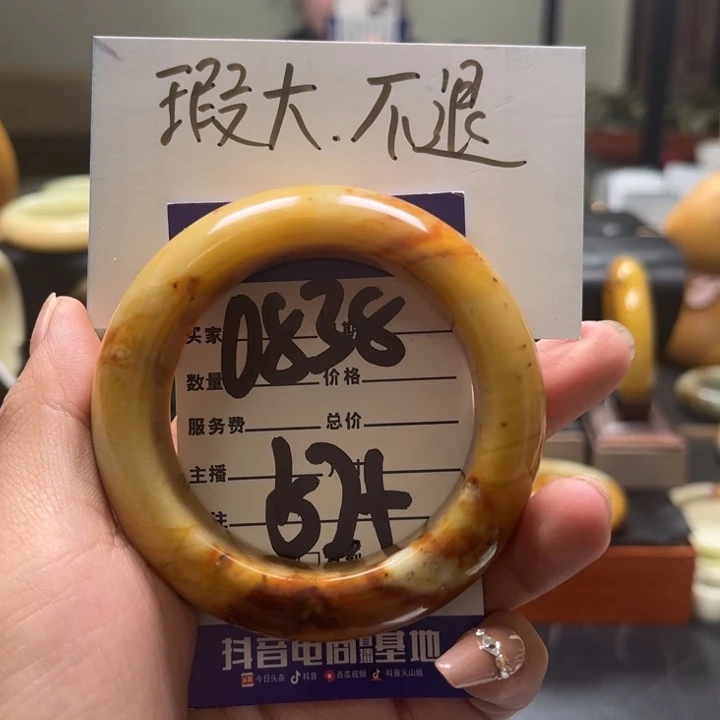 瑕大.不退
0838
买家
数量 价格
服务费 总价
主播
624
抖音电商直播基地
今日头条 抖音 西瓜视频 抖音火山版